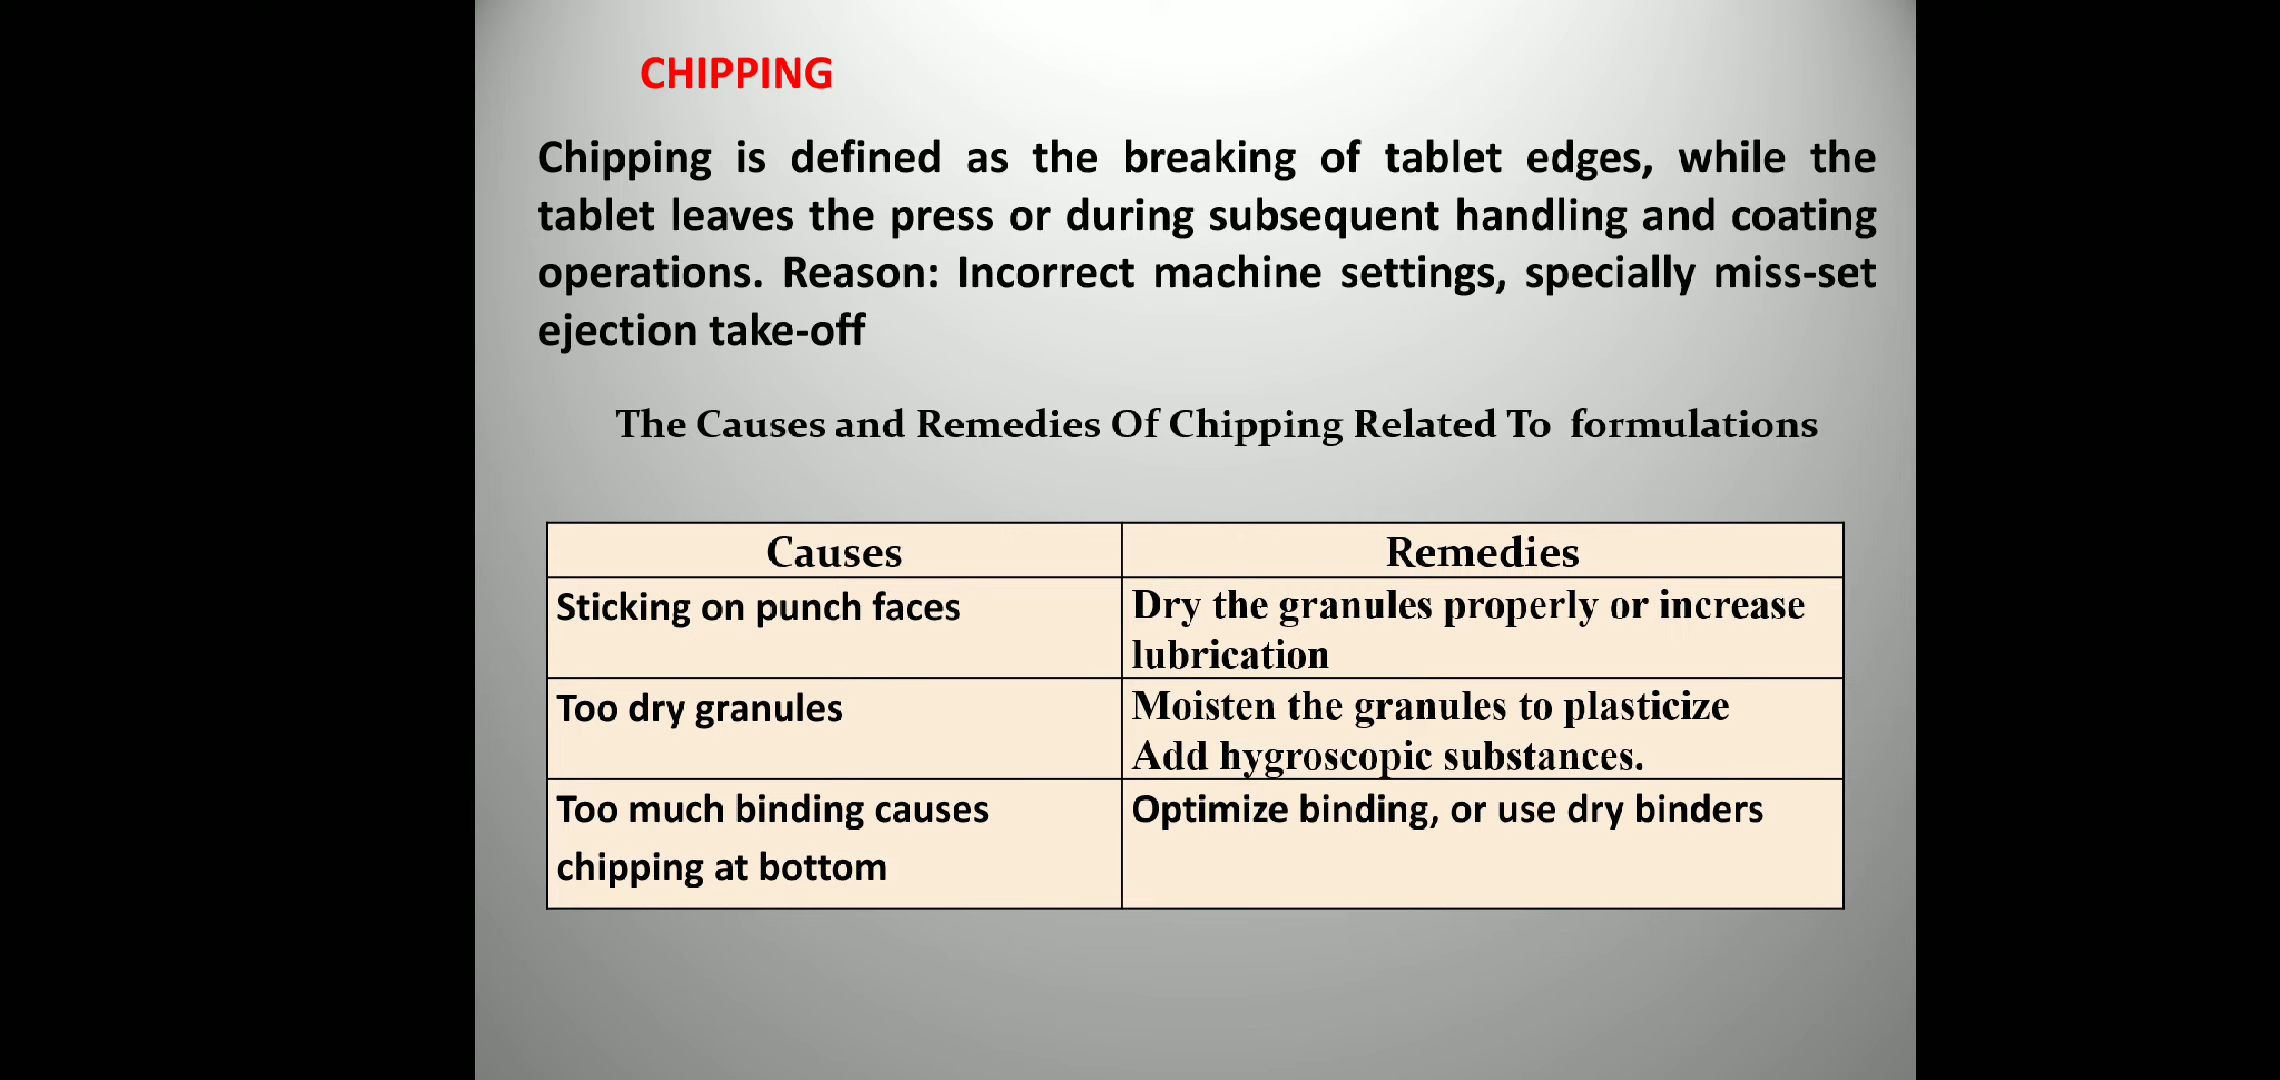 CHIPPING
Chipping is defined as the breaking of tablet edges, while the
tablet leaves the press or during subsequent handling and coating
operations. Reason: Incorrect machine settings, specially miss-set
ejection take-off
The Causes and Remedies Of Chipping Related To formulations
Causes
Remedies
Sticking on punch faces
Dry the granules properly or increase
lubrication
Too dry granules
Moisten the granules to plasticize
Add hygroscopic substances.
Too much binding causes
chipping at bottom
Optimize binding, or use dry binders